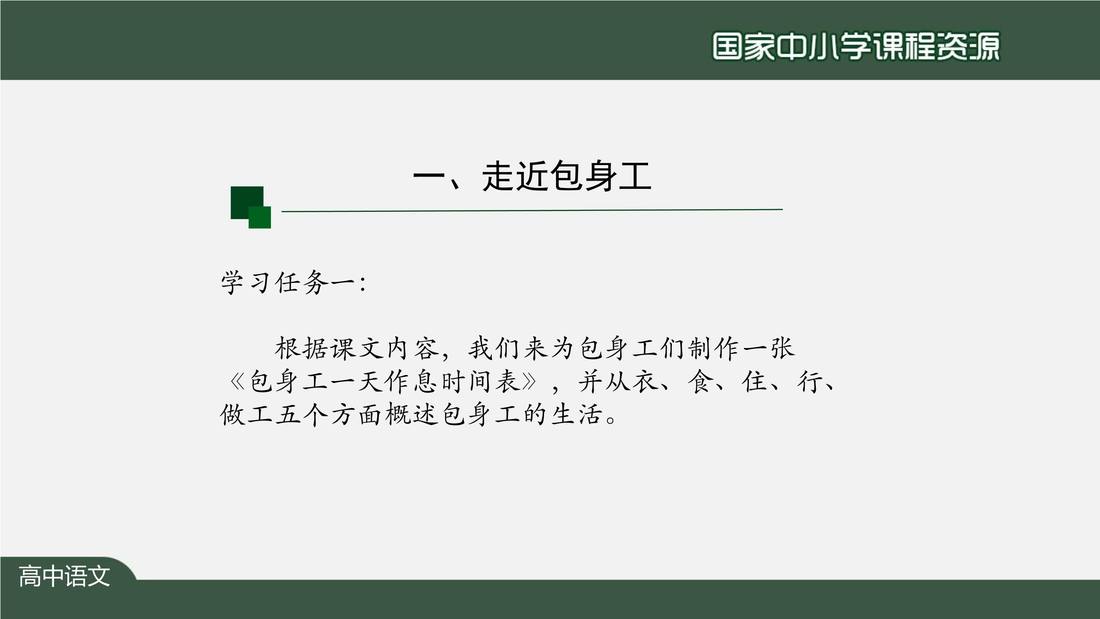 国家中小学课程资源
一、走近包身工
学习任务一：
根据课文内容，我们来为包身工们制作一张
《包身工一天作息时间表》，并从衣、食、住、行、
做工五个方面概述包身工的生活。
高中语文